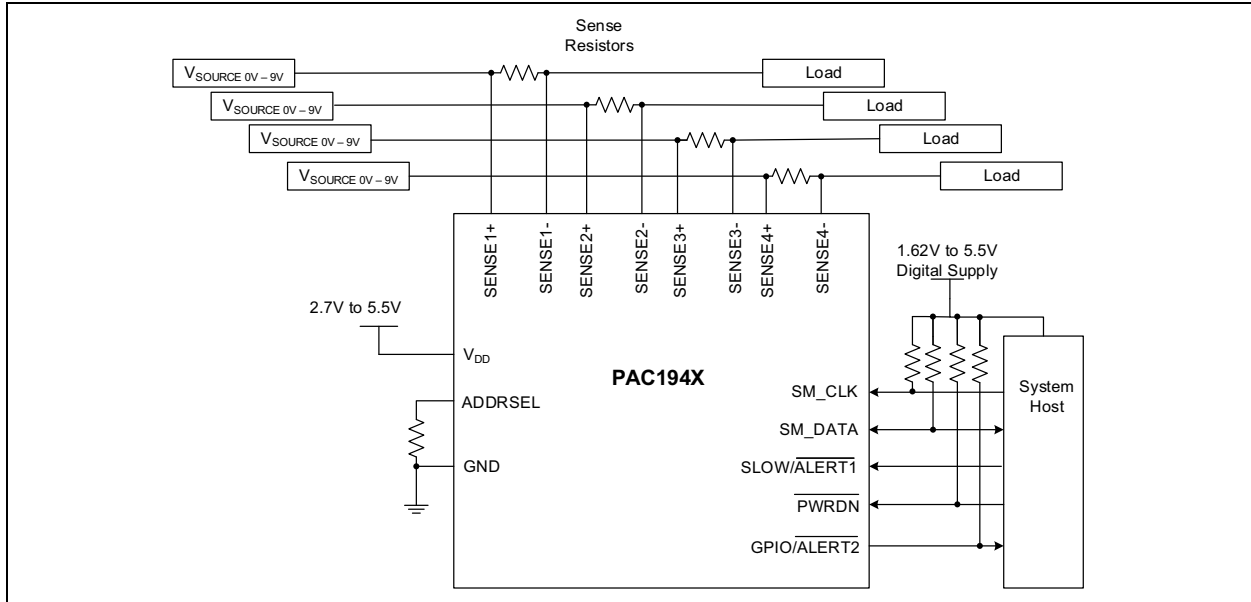 Sense
Resistors
VSOURCE 0V – 9V
Load
VSOURCE 0V – 9V
Load
VSOURCE 0V – 9V
Load
VSOURCE 0V – 9V
Load
SENSE1+
SENSE1-
SENSE2+
SENSE2-
SENSE3+
SENSE3-
SENSE4+
SENSE4-
1.62V to 5.5V
Digital Supply
2.7V to 5.5V
VDD
PAC194X
ADDRSEL
GND
SM_CLK
SM_DATA
SLOW/ALERT1
PWRDN
GPIO/ALERT2
System
Host